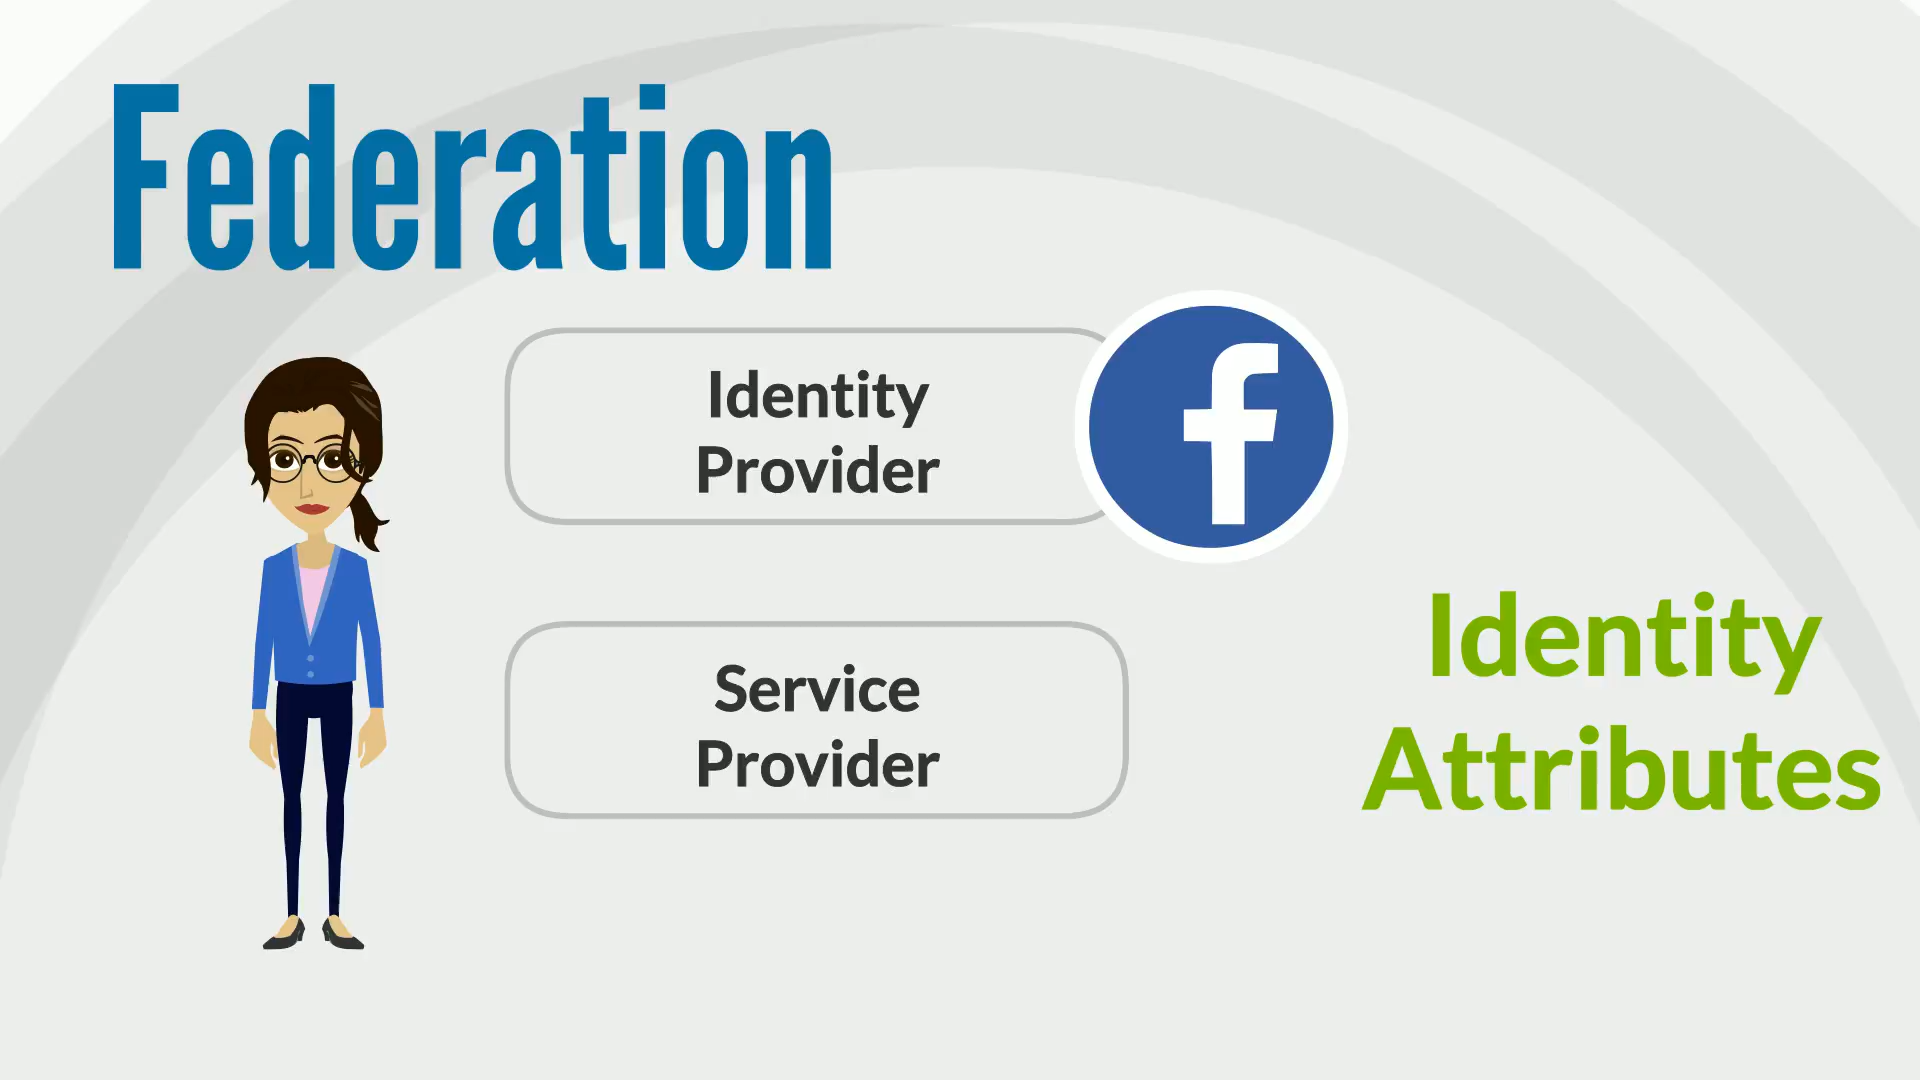 Federation
Identity
Provider
f
Service
Provider
Identity
Attributes